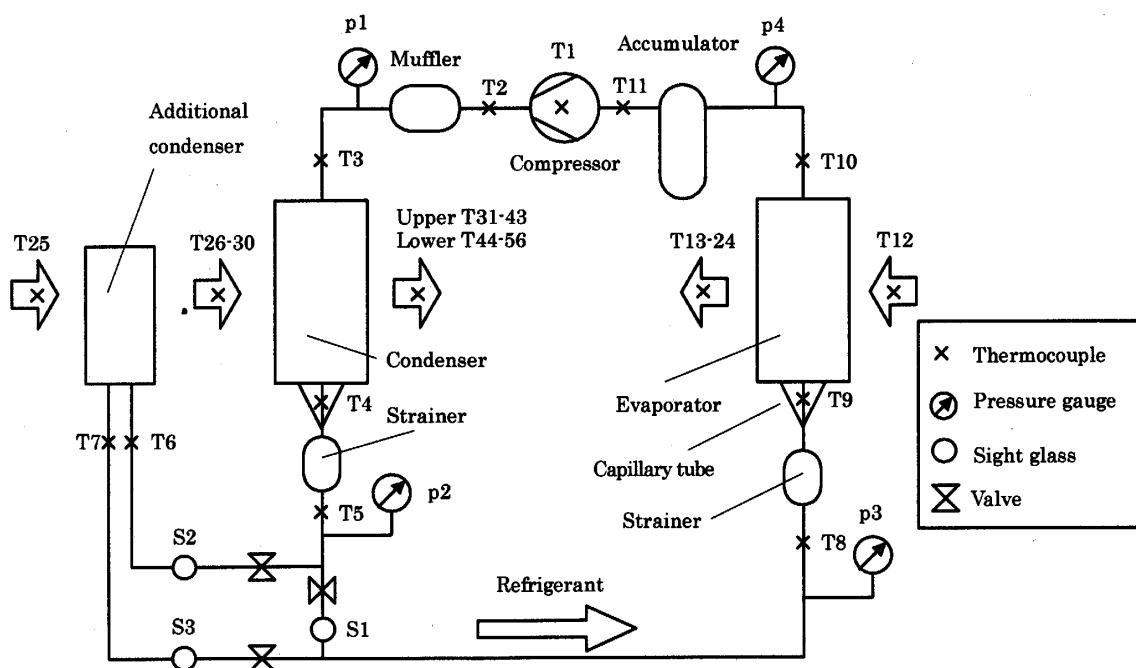 p1
p4
Muffler
T1
Accumulator
T2
T11
Additional
condenser
Compressor
T3
T10
Upper T31-43
Lower T44-56
T25
T26-30
T13-24
T12
Condenser
Thermocouple
T4
Evaporator
T9
Pressure gauge
Strainer
T7
T6
Capillary tube
Sight glass
p2
Valve
T5
Strainer
p3
S2
T8
Refrigerant
S3
S1